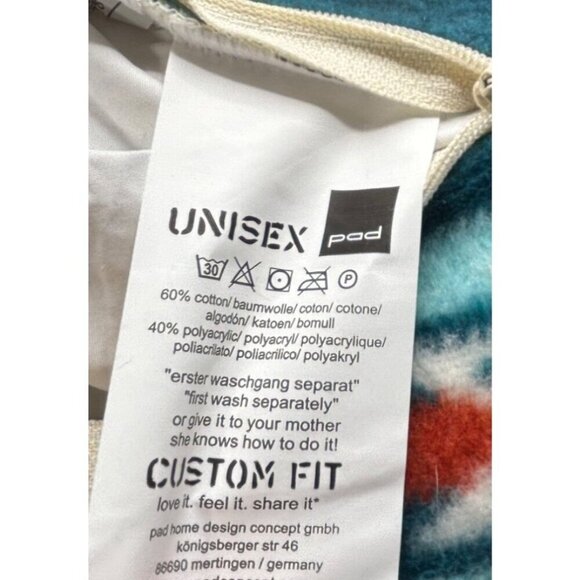 UNISEX pad
30 P
60% cotton/ baumwolle/ coton/ cotone/
algodón/ katoen/ bomull
40% polyacrylic/ polyacryl/ polyacrylique/
poliacrilato/ poliacrilico/ polyakryl
"erster waschgang separat"
"first wash separately"
or give it to your mother
she knows how to do it!
CUSTOM FIT
love it. feel it. share it*
pad home design concept gmbh
königsberger str 46
86690 mertingen / germany